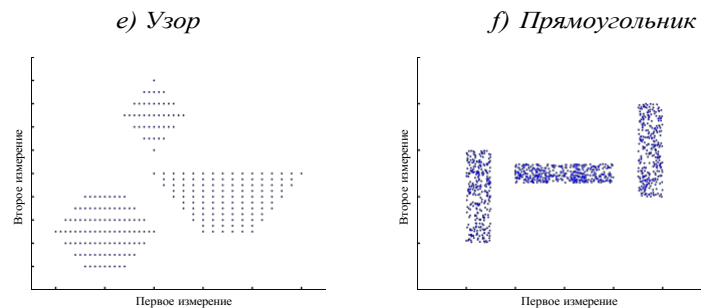 e) Узор
f) Прямоугольник
Второе измерение
Первое измерение
Второе измерение
Первое измерение